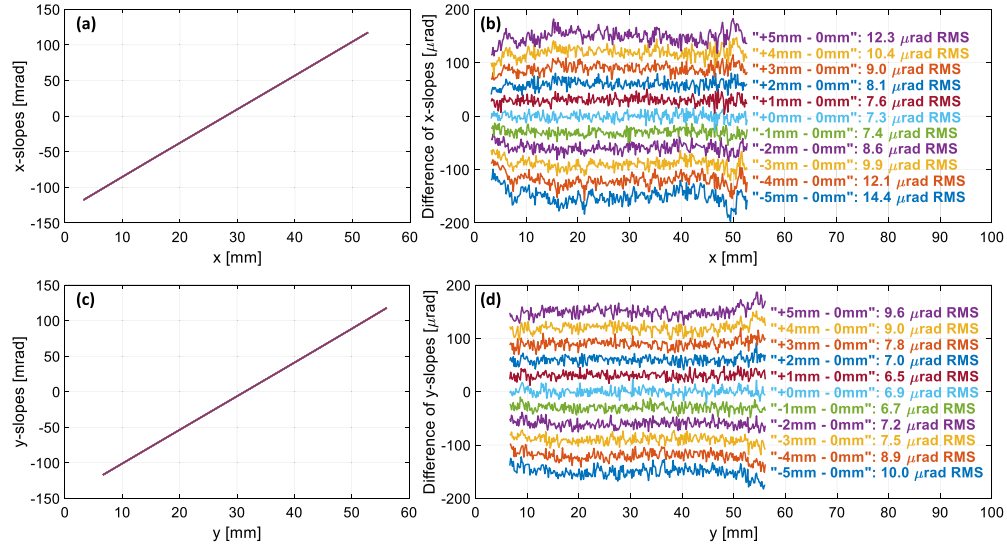 (a)
150
100
50
0
-50
-100
-150
0 10 20 30 40 50 60
x [mm]
x-slopes [mrad]
(b)
200
100
0
-100
-200
0 10 20 30 40 50 60 70 80 90 100
x [mm]
Difference of x-slopes [μrad]
"+5mm - 0mm": 12.3 μrad RMS
"+4mm - 0mm": 10.4 μrad RMS
"+3mm - 0mm": 9.0 μrad RMS
"+2mm - 0mm": 8.1 μrad RMS
"+1mm - 0mm": 7.6 μrad RMS
"+0mm - 0mm": 7.3 μrad RMS
"-1mm - 0mm": 7.4 μrad RMS
"-2mm - 0mm": 8.6 μrad RMS
"-3mm - 0mm": 9.9 μrad RMS
"-4mm - 0mm": 12.1 μrad RMS
"-5mm - 0mm": 14.4 μrad RMS
(c)
150
100
50
0
-50
-100
-150
0 10 20 30 40 50 60
y [mm]
y-slopes [mrad]
(d)
200
100
0
-100
-200
0 10 20 30 40 50 60 70 80 90 100
y [mm]
Difference of y-slopes [μrad]
"+5mm - 0mm": 9.6 μrad RMS
"+4mm - 0mm": 9.0 μrad RMS
"+3mm - 0mm": 7.8 μrad RMS
"+2mm - 0mm": 7.0 μrad RMS
"+1mm - 0mm": 6.5 μrad RMS
"+0mm - 0mm": 6.9 μrad RMS
"-1mm - 0mm": 6.7 μrad RMS
"-2mm - 0mm": 7.2 μrad RMS
"-3mm - 0mm": 7.5 μrad RMS
"-4mm - 0mm": 8.9 μrad RMS
"-5mm - 0mm": 10.0 μrad RMS